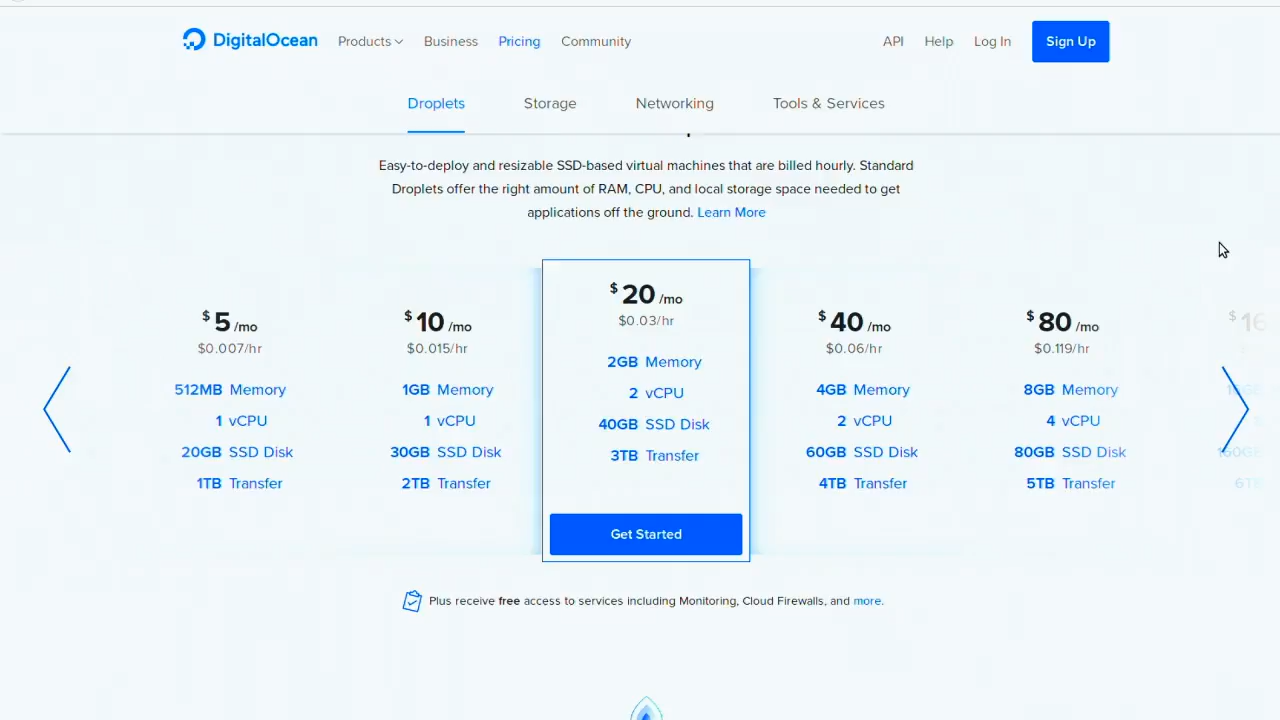 DigitalOcean Products Business Pricing Community API Help Log In Sign Up
Droplets Storage Networking Tools & Services
Easy-to-deploy and resizable SSD-based virtual machines that are billed hourly. Standard
Droplets offer the right amount of RAM, CPU, and local storage space needed to get
applications off the ground. Learn More
$5 /mo
$0.007/hr
512MB Memory
1 vCPU
20GB SSD Disk
1TB Transfer
$10 /mo
$0.015/hr
1GB Memory
1 vCPU
30GB SSD Disk
2TB Transfer
$20 /mo
$0.03/hr
2GB Memory
2 vCPU
40GB SSD Disk
3TB Transfer
Get Started
$40 /mo
$0.06/hr
4GB Memory
2 vCPU
60GB SSD Disk
4TB Transfer
$80 /mo
$0.119/hr
8GB Memory
4 vCPU
80GB SSD Disk
5TB Transfer
Plus receive free access to services including Monitoring, Cloud Firewalls, and more.